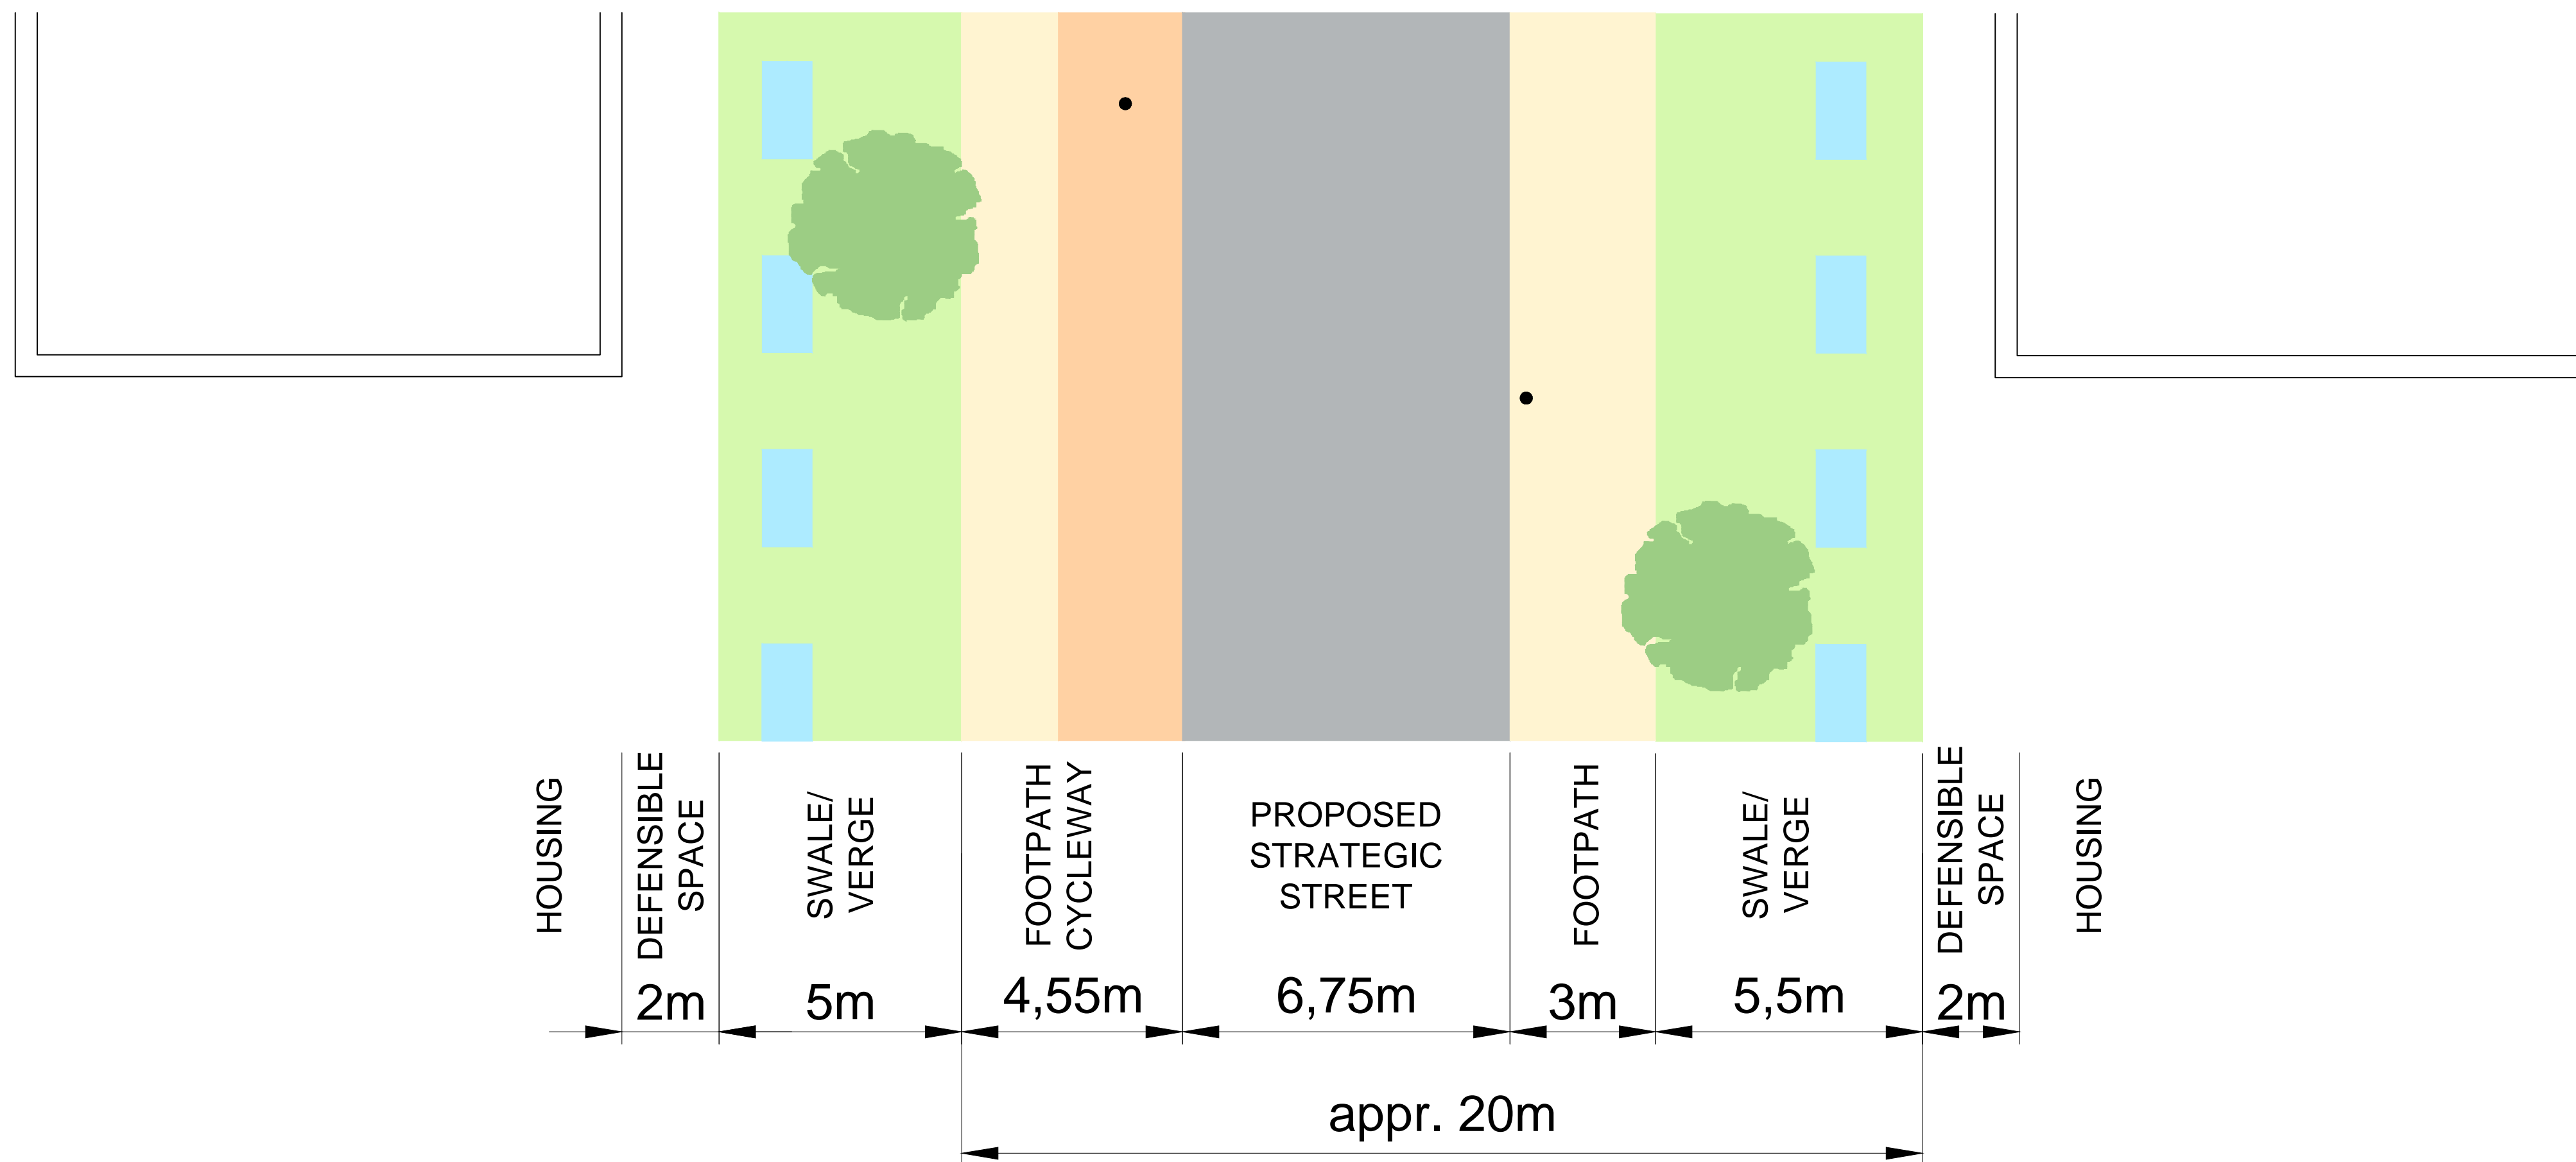 HOUSING
DEFENSIBLE
SPACE
SWALE/
VERGE
FOOTPATH
CYCLEWAY
PROPOSED
STRATEGIC
STREET
FOOTPATH
SWALE/
VERGE
DEFENSIBLE
SPACE
HOUSING
2m
5m
4,55m
6,75m
3m
5,5m
2m
appr. 20m